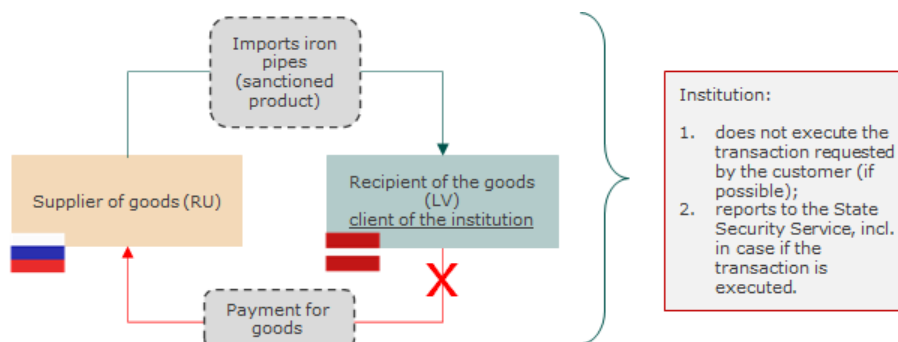 Imports iron
pipes
(sanctioned
product)
Supplier of goods (RU)
Recipient of the goods
(LV)
client of the institution
X
Payment for
goods
Institution:
1. does not execute the
transaction requested
by the customer (if
possible);
2. reports to the State
Security Service, incl.
in case if the
transaction is
executed.